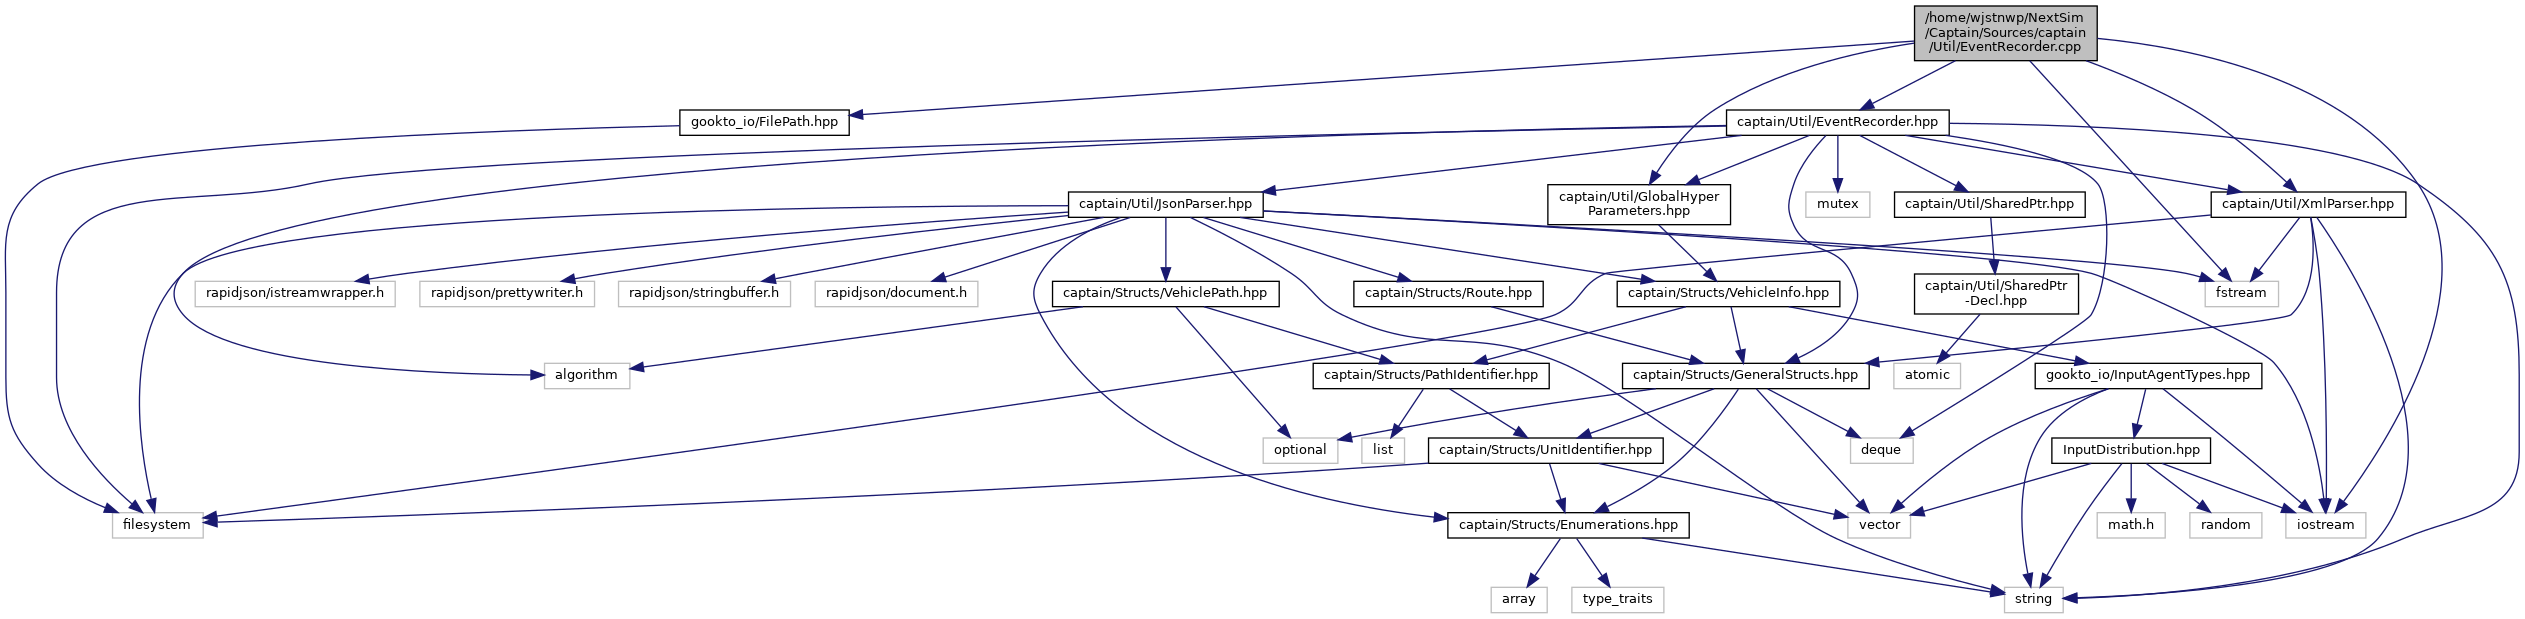 /home/wjstnwp/NextSim
/Captain/Sources/captain
/Util/EventRecorder.cpp
gookto_io/FilePath.hpp
captain/Util/EventRecorder.hpp
captain/Util/JsonParser.hpp
captain/Util/GlobalHyper
Parameters.hpp
mutex
captain/Util/SharedPtr.hpp
captain/Util/XmlParser.hpp
rapidjson/istreamwrapper.h
rapidjson/prettywriter.h
rapidjson/stringbuffer.h
rapidjson/document.h
captain/Structs/VehiclePath.hpp
captain/Structs/Route.hpp
captain/Structs/VehicleInfo.hpp
captain/Util/SharedPtr
-Decl.hpp
fstream
algorithm
captain/Structs/PathIdentifier.hpp
captain/Structs/GeneralStructs.hpp
atomic
gookto_io/InputAgentTypes.hpp
optional
list
captain/Structs/UnitIdentifier.hpp
deque
InputDistribution.hpp
filesystem
captain/Structs/Enumerations.hpp
vector
math.h
random
iostream
array
type_traits
string